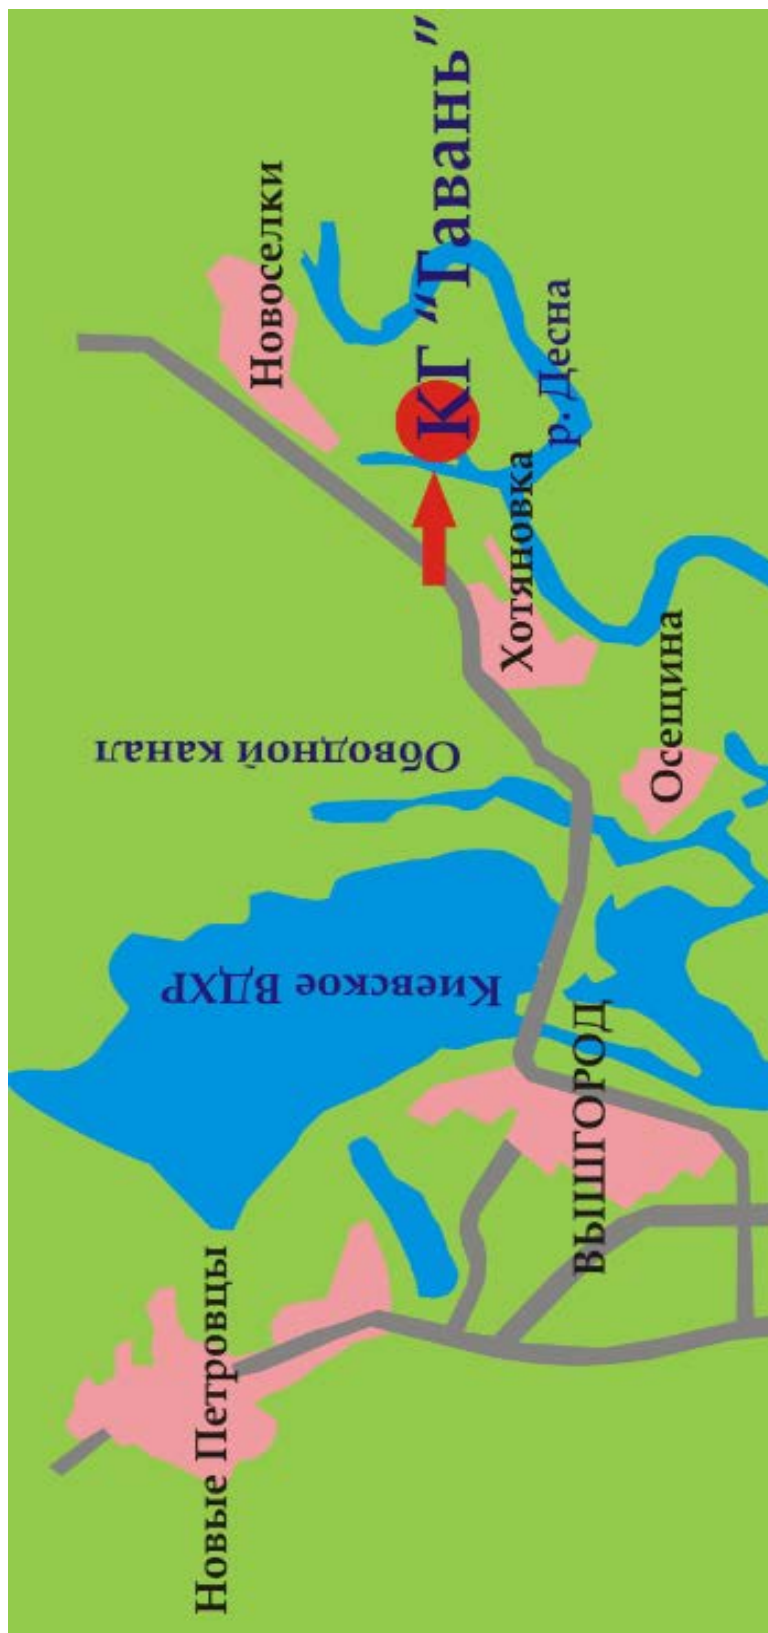 КГ "Гавань"
Новоселки
р. Десна
Хотяновка
Обводной канал
Осещина
Киевское ВДХР
ВЫШГОРОД
Новые Петровцы